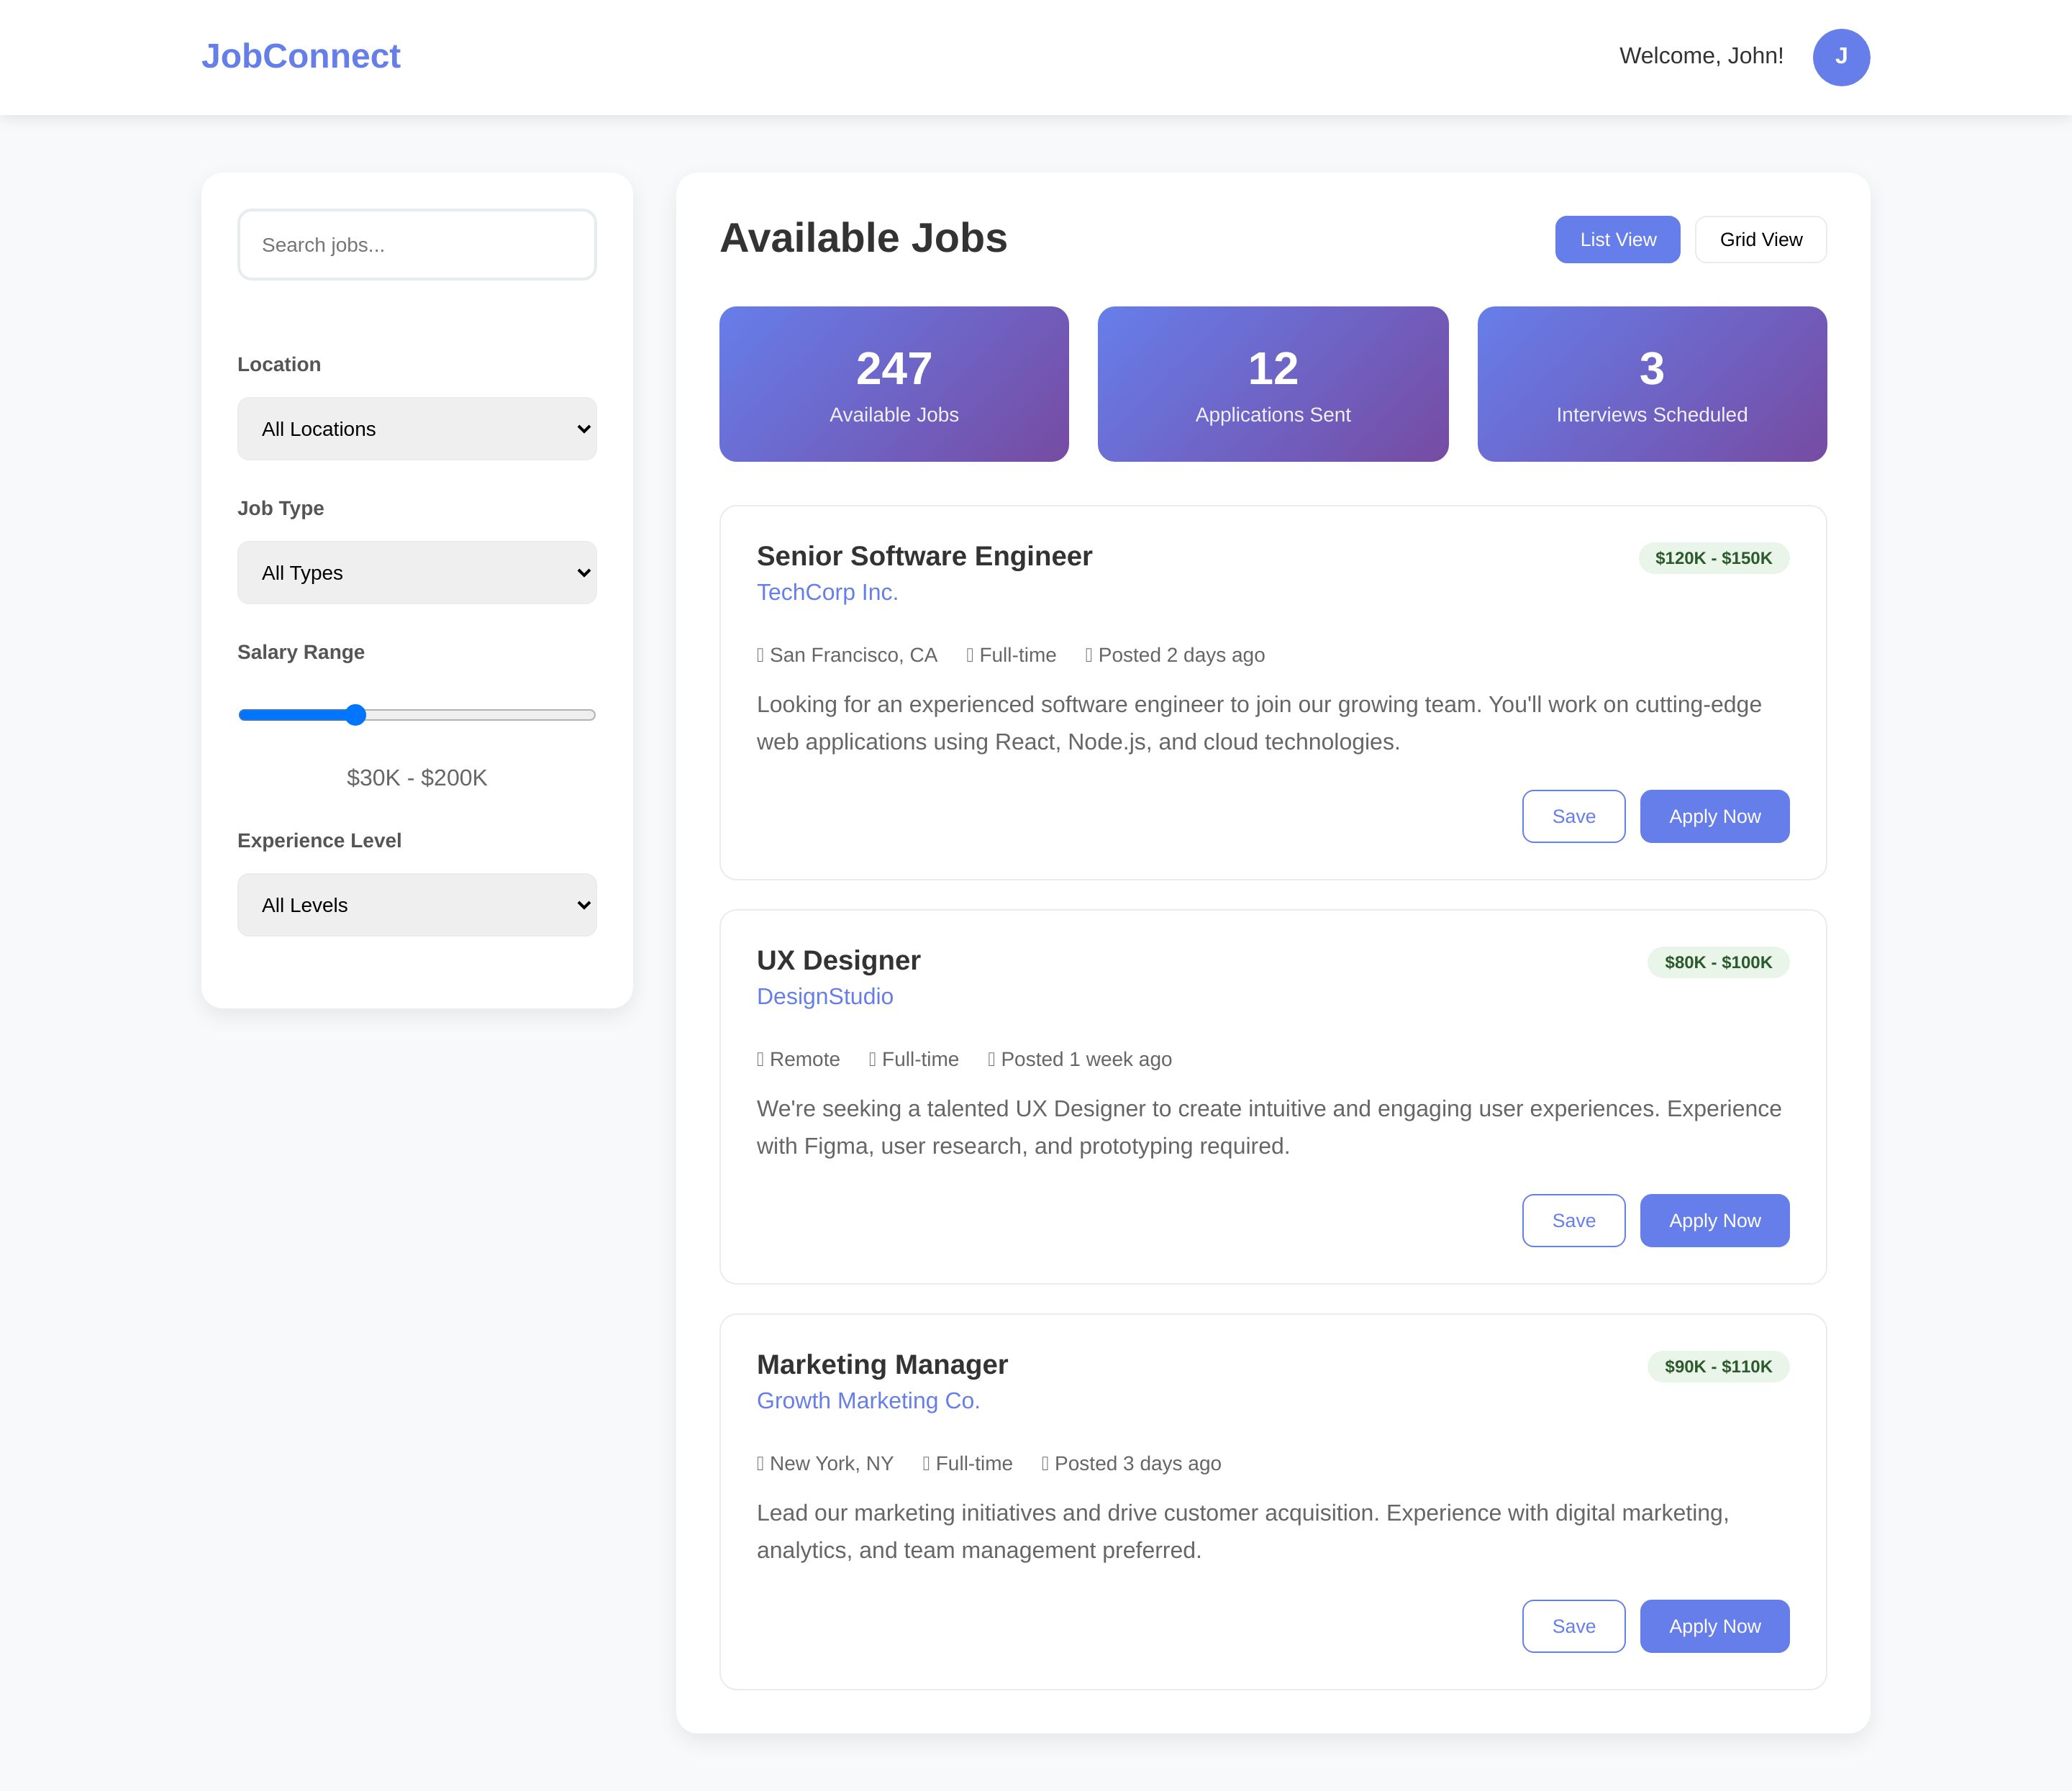 JobConnect
Welcome, John!
J
Search jobs...
Location
All Locations
Job Type
All Types
Salary Range
$30K - $200K
Experience Level
All Levels
Available Jobs
List View
Grid View
247
Available Jobs
12
Applications Sent
3
Interviews Scheduled
Senior Software Engineer
$120K - $150K
TechCorp Inc.
San Francisco, CA Full-time Posted 2 days ago
Looking for an experienced software engineer to join our growing team. You'll work on cutting-edge
web applications using React, Node.js, and cloud technologies.
Save
Apply Now
UX Designer
$80K - $100K
DesignStudio
Remote Full-time Posted 1 week ago
We're seeking a talented UX Designer to create intuitive and engaging user experiences. Experience
with Figma, user research, and prototyping required.
Save
Apply Now
Marketing Manager
$90K - $110K
Growth Marketing Co.
New York, NY Full-time Posted 3 days ago
Lead our marketing initiatives and drive customer acquisition. Experience with digital marketing,
analytics, and team management preferred.
Save
Apply Now